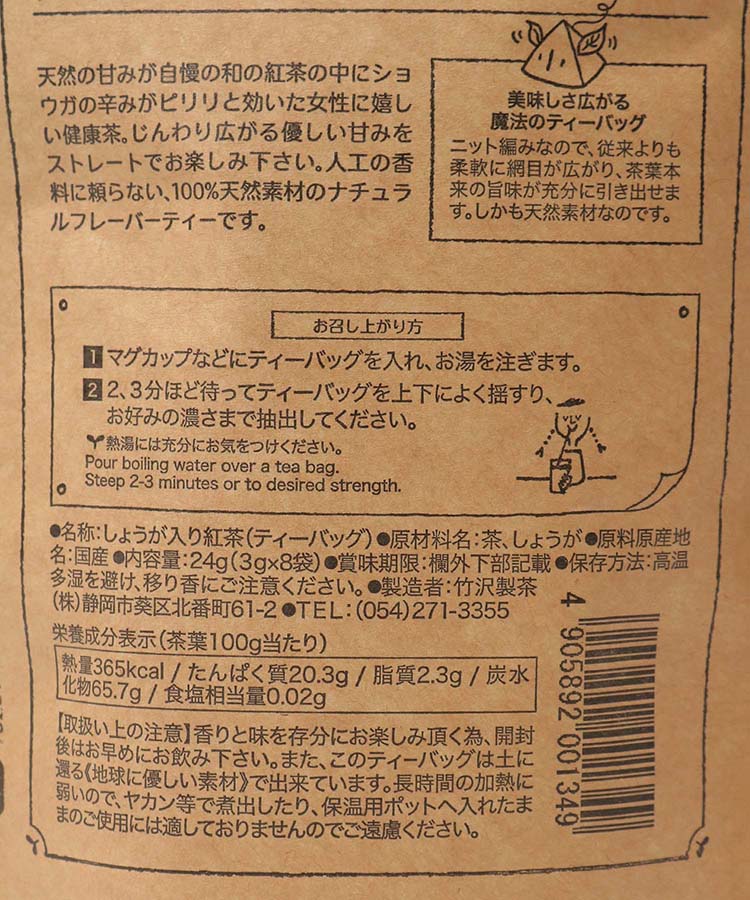 天然の甘みが自慢の和の紅茶の中にショ
ウガの辛みがピリリと効いた女性に嬉し
い健康茶。じんわり広がる優しい甘みを
ストレートでお楽しみ下さい。人工の香
料に頼らない、100%天然素材のナチュラ
ルフレーバーティーです。
美味しさ広がる
魔法のティーバッグ
ニット編みなので、従来よりも
柔軟に網目が広がり、茶葉本
来の旨味が充分に引き出せま
す。しかも天然素材なのです。
お召し上がり方
1 マグカップなどにティーバッグを入れ、お湯を注ぎます。
2 2、3分ほど待ってティーバッグを上下によく揺すり、
お好みの濃さまで抽出してください。
熱湯には充分にお気をつけください。
Pour boiling water over a tea bag.
Steep 2-3 minutes or to desired strength.
●名称:しょうが入り紅茶(ティーバッグ)●原材料名:茶、しょうが●原料原産地
名:国産●内容量:24g(3g×8袋)●賞味期限:欄外下部記載●保存方法:高温
多湿を避け、移り香にご注意ください。●製造者:竹沢製茶
(株)静岡市葵区北番町61-2●TEL:(054)271-3355
栄養成分表示(茶葉100g当たり)
熱量365kcal / たんぱく質20.3g / 脂質2.3g / 炭水
化物65.7g / 食塩相当量0.02g
【取扱い上の注意】香りと味を存分にお楽しみ頂く為、開封
後はお早めにお飲み下さい。また、このティーバッグは土に
還る《地球に優しい素材》で出来ています。長時間の加熱に
弱いので、ヤカン等で煮出したり、保温用ポットへ入れたま
まのご使用には適しておりませんのでご遠慮ください。
4 905892 001349